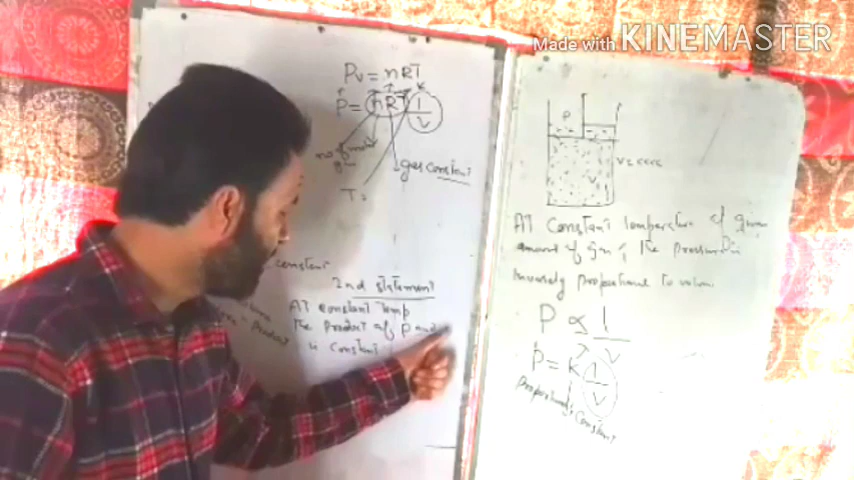 Made with KINEMASTER
PV = nRT
P = nRT 1/V
gas constant
T =
constant
2nd statement
At constant Temp
the Product of P and
is constant
P
V
At Constant Temperature of given
amount of gas, the pressure is
inversely proportional to volume
P ∝ 1/V
P = K 1/V
Proportionality Constant